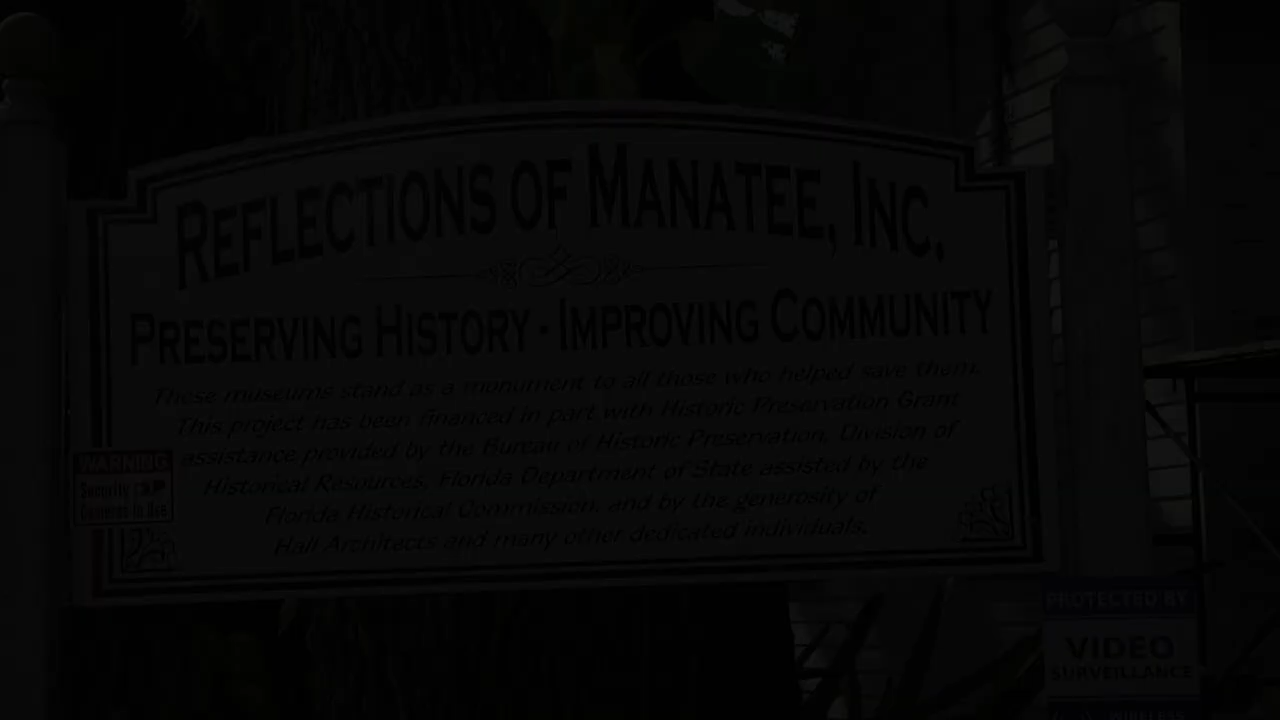 REFLECTIONS OF MANATEE, INC.
PRESERVING HISTORY - IMPROVING COMMUNITY
These museums stand as a monument to all those who helped save them.
This project has been financed in part with Historic Preservation Grant
assistance provided by the Bureau of Historic Preservation, Division of
Historical Resources, Florida Department of State assisted by the
Florida Historical Commission, and by the generosity of
Hall Architects and many other dedicated individuals.
WARNING
Security
Cameras In Use
PROTECTED BY
VIDEO
SURVEILLANCE
WIRELESS